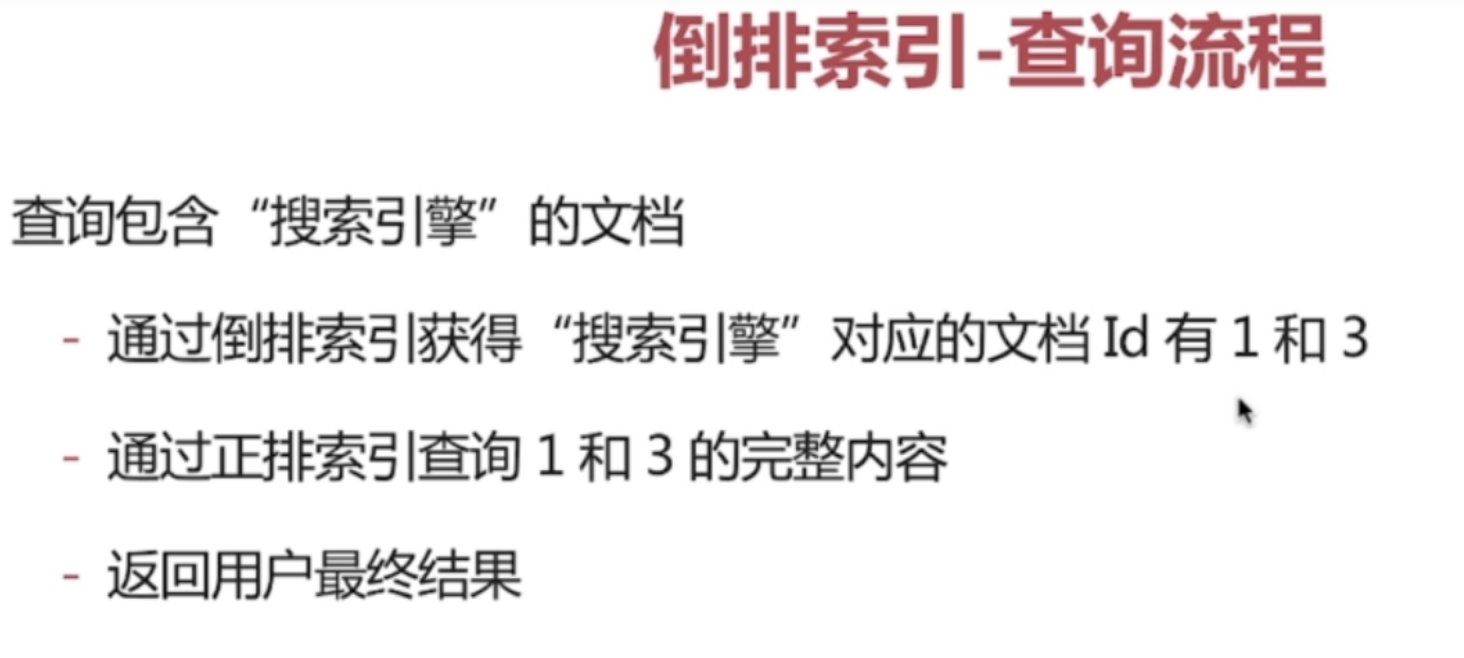 倒排索引-查询流程
查询包含“搜索引擎”的文档
- 通过倒排索引获得“搜索引擎”对应的文档 Id 有 1 和 3
- 通过正排索引查询 1 和 3 的完整内容
- 返回用户最终结果